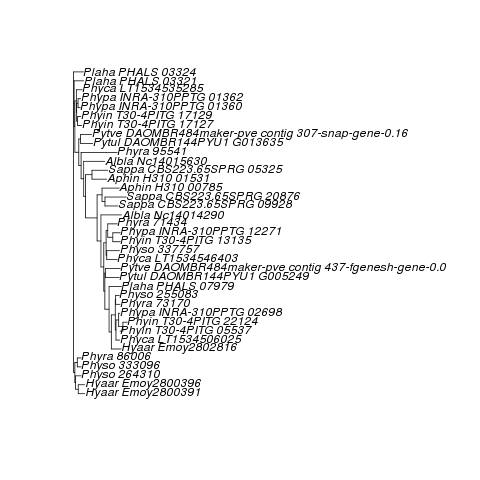 Plaha PHALS 03324
Plaha PHALS 03321
Phyca LT1534535285
Phypa INRA-310PPTG 01362
Phypa INRA-310PPTG 01360
Phyin T30-4PITG 17129
Phyin T30-4PITG 17127
Pytve DAOMBR484maker-pve contig 307-snap-gene-0.16
Pytul DAOMBR144PYU1 G013635
Phyra 95541
Albla Nc14015630
Sappa CBS223.65SPRG 05325
Aphin H310 01531
Aphin H310 00785
Sappa CBS223.65SPRG 20876
Sappa CBS223.65SPRG 09928
Albla Nc14014290
Phyra 71434
Phypa INRA-310PPTG 12271
Phyin T30-4PITG 13135
Physo 337757
Phyca LT1534546403
Pytve DAOMBR484maker-pve contig 437-fgenesh-gene-0.0
Pytul DAOMBR144PYU1 G005249
Plaha PHALS 07979
Physo 255083
Phyra 73170
Phypa INRA-310PPTG 02698
Phyin T30-4PITG 22124
Phyin T30-4PITG 05537
Phyca LT1534506025
Hyaar Emoy2802816
Phyra 86006
Physo 333096
Physo 264310
Hyaar Emoy2800396
Hyaar Emoy2800391